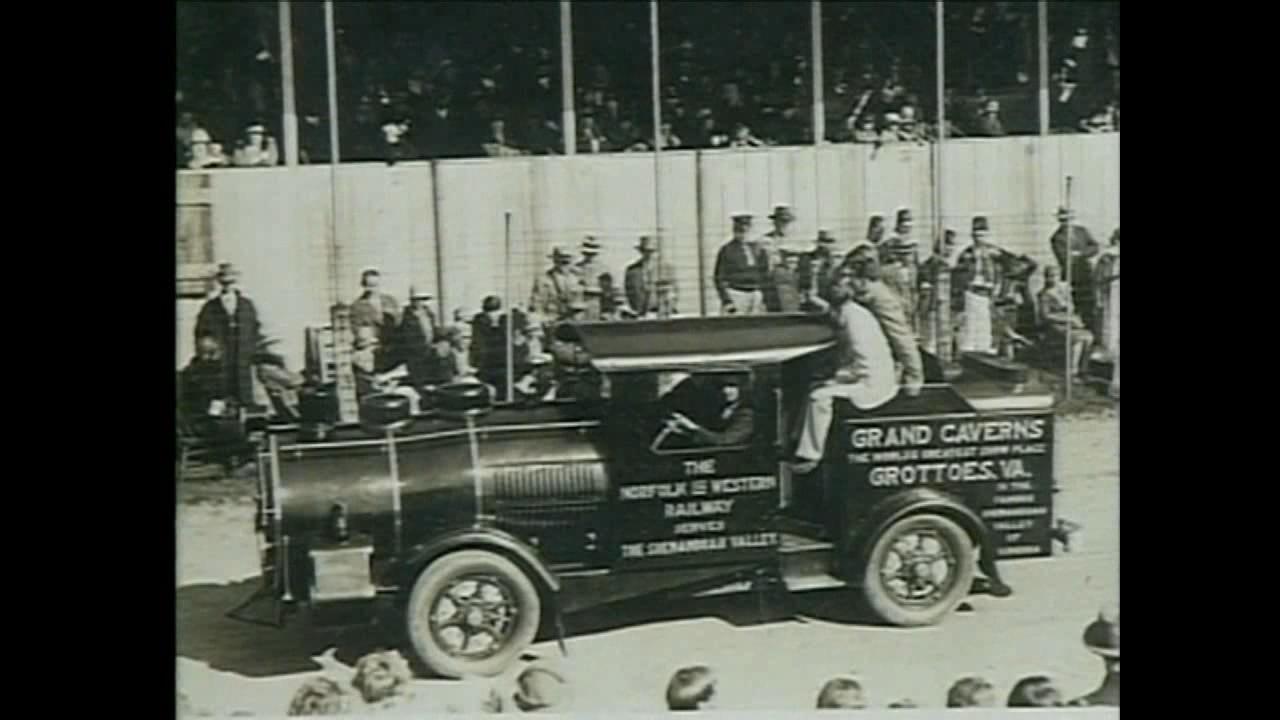 THE
NORFOLK AND WESTERN
RAILWAY
SERVES
THE SHENANDOAH VALLEY.
GRAND CAVERNS
THE WORLDS GREATEST SHOW PLACE
GROTTOES, VA.
IN THE
SHENANDOAH
VALLEY
OF
VIRGINIA